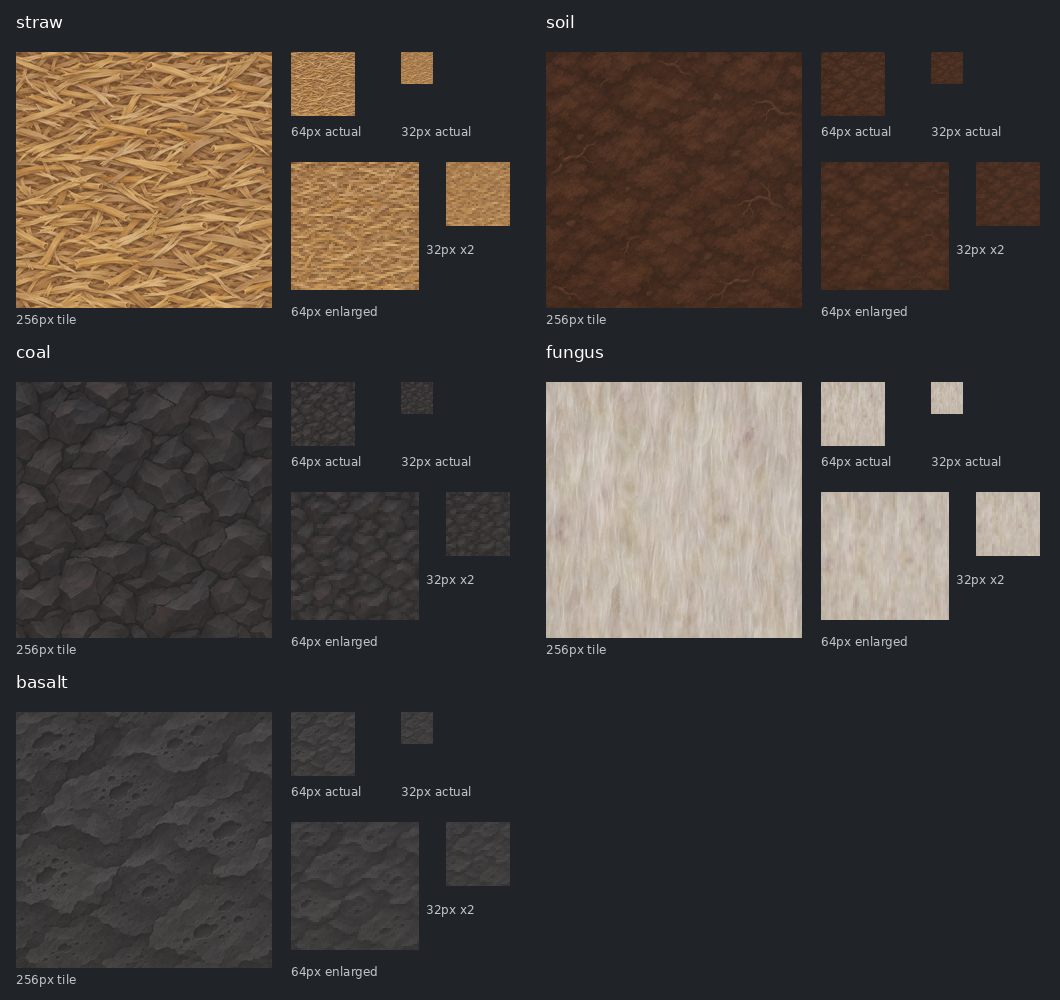 straw
64px actual
32px actual
32px x2
64px enlarged
256px tile
soil
64px actual
32px actual
32px x2
64px enlarged
256px tile
coal
64px actual
32px actual
32px x2
64px enlarged
256px tile
fungus
64px actual
32px actual
32px x2
64px enlarged
256px tile
basalt
64px actual
32px actual
32px x2
64px enlarged
256px tile